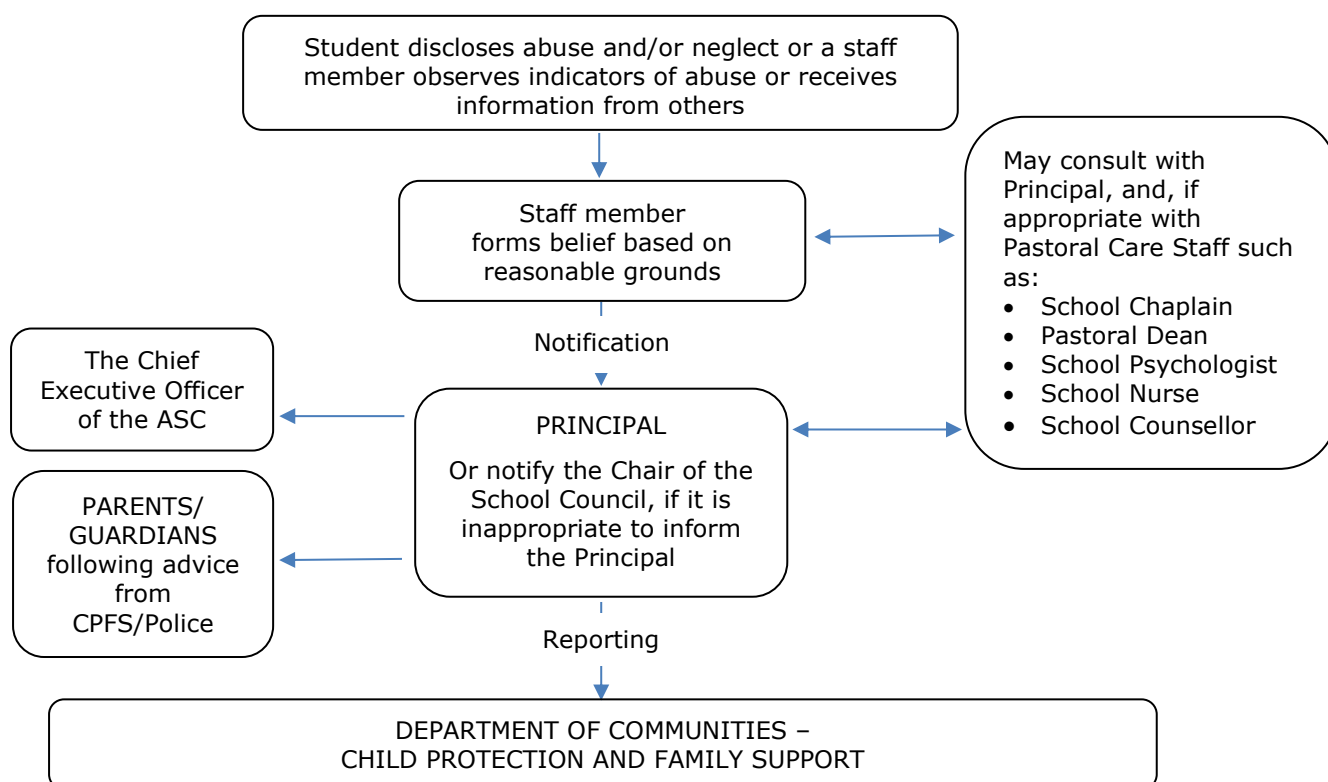 Student discloses abuse and/or neglect or a staff
member observes indicators of abuse or receives
information from others
May consult with
Principal, and, if
appropriate with
Pastoral Care Staff such
as:
• School Chaplain
• Pastoral Dean
• School Psychologist
• School Nurse
• School Counsellor
Staff member
forms belief based on
reasonable grounds
Notification
The Chief
Executive Officer
of the ASC
PRINCIPAL
Or notify the Chair of the
School Council, if it is
inappropriate to inform
the Principal
PARENTS/
GUARDIANS
following advice
from
CPFS/Police
Reporting
DEPARTMENT OF COMMUNITIES –
CHILD PROTECTION AND FAMILY SUPPORT